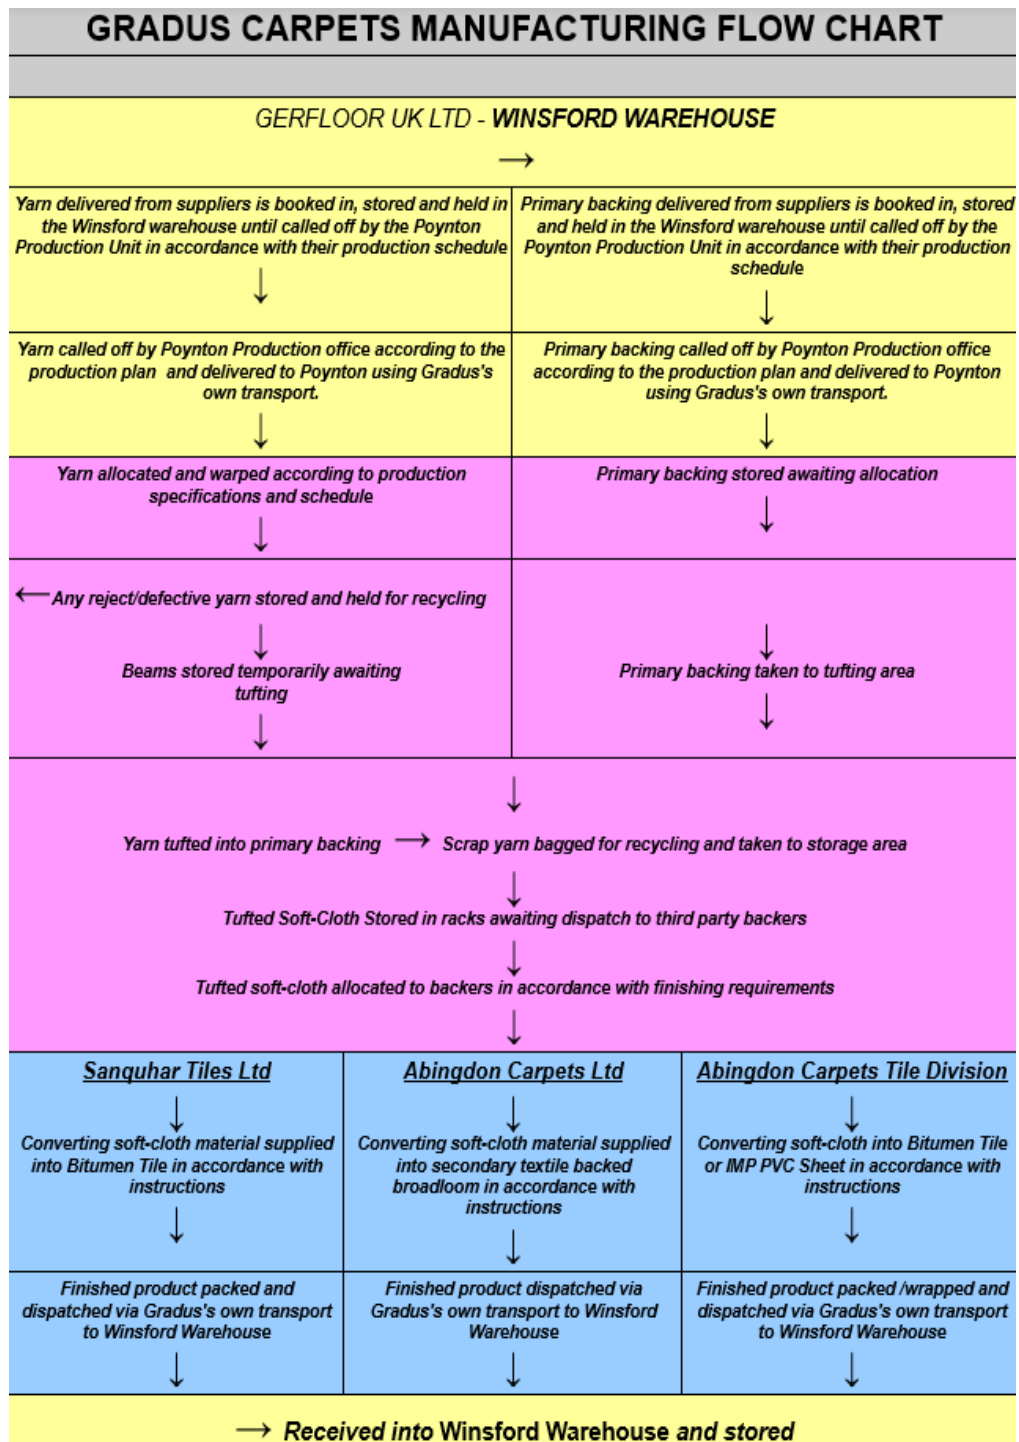 GRADUS CARPETS MANUFACTURING FLOW CHART
GERFLOOR UK LTD - WINSFORD WAREHOUSE
→
Yarn delivered from suppliers is booked in, stored and held in
the Winsford warehouse until called off by the Poynton
Production Unit in accordance with their production schedule
↓
Primary backing delivered from suppliers is booked in, stored
and held in the Winsford warehouse until called off by the
Poynton Production Unit in accordance with their production
schedule
↓
Yarn called off by Poynton Production office according to the
production plan and delivered to Poynton using Gradus's
own transport.
↓
Primary backing called off by Poynton Production office
according to the production plan and delivered to Poynton
using Gradus's own transport.
↓
Yarn allocated and warped according to production
specifications and schedule
↓
Primary backing stored awaiting allocation
↓
← Any reject/defective yarn stored and held for recycling
↓
Beams stored temporarily awaiting
tufting
↓
↓
Primary backing taken to tufting area
↓
↓
Yarn tufted into primary backing → Scrap yarn bagged for recycling and taken to storage area
↓
Tufted Soft-Cloth Stored in racks awaiting dispatch to third party backers
↓
Tufted soft-cloth allocated to backers in accordance with finishing requirements
↓
Sanquhar Tiles Ltd
↓
Converting soft-cloth material supplied
into Bitumen Tile in accordance with
instructions
↓
Abingdon Carpets Ltd
↓
Converting soft-cloth material supplied
into secondary textile backed
broadloom in accordance with
instructions
↓
Abingdon Carpets Tile Division
↓
Converting soft-cloth into Bitumen Tile
or IMP PVC Sheet in accordance with
instructions
↓
Finished product packed and
dispatched via Gradus's own transport
to Winsford Warehouse
↓
Finished product dispatched via
Gradus's own transport to Winsford
Warehouse
↓
Finished product packed /wrapped and
dispatched via Gradus's own transport
to Winsford Warehouse
↓
→ Received into Winsford Warehouse and stored